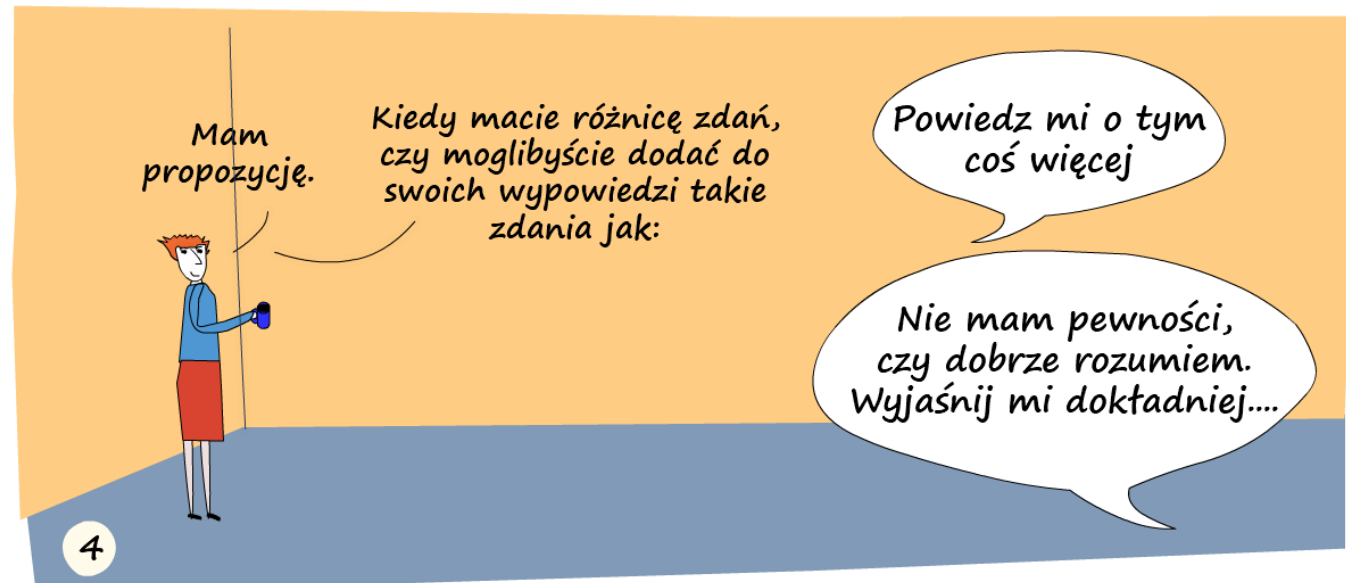 Mam
propozycję.
Kiedy macie różnicę zdań,
czy moglibyście dodać do
swoich wypowiedzi takie
zdania jak:
Powiedz mi o tym
coś więcej
Nie mam pewności,
czy dobrze rozumiem.
Wyjaśnij mi dokładniej....
4